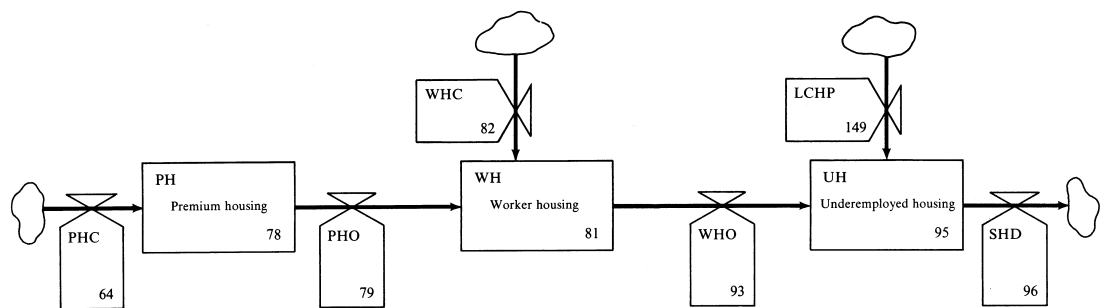 WHC
82
LCHP
149
PH
Premium housing
78
WH
Worker housing
81
UH
Underemployed housing
95
PHC
64
PHO
79
WHO
93
SHD
96